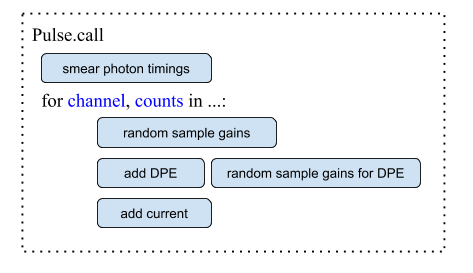 Pulse.call
smear photon timings
for channel, counts in ...:
random sample gains
add DPE random sample gains for DPE
add current